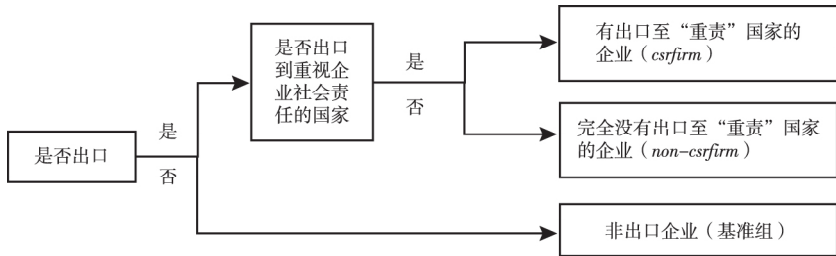 是否出口
是
否
是否出口
到重视企
业社会责
任的国家
是
否
有出口至“重责”国家的
企业（csrfirm）
完全没有出口至“重责”国家
的企业（non-csrfirm）
非出口企业（基准组）